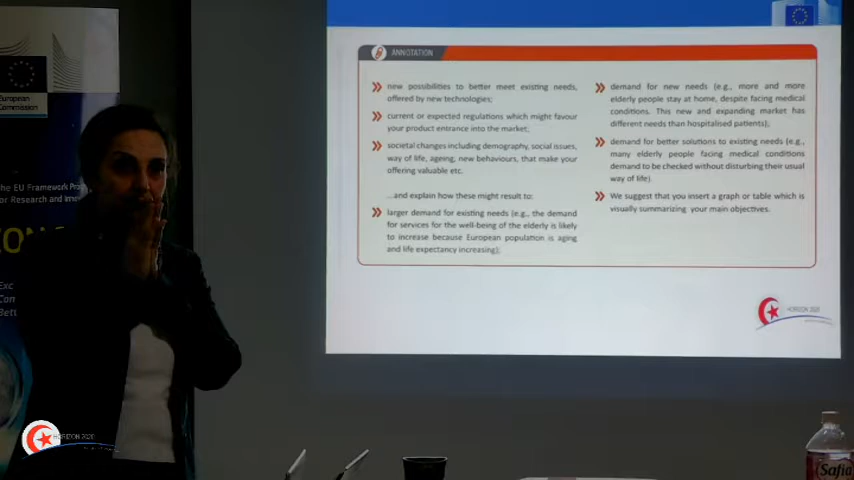 European
Commission
the EU Framework Pro
for Research and Inno
Exc
Com
Bett
ANNOTATION
new possibilities to better meet existing needs,
offered by new technologies;
current or expected regulations which might favour
your product entrance into the market;
societal changes including demography, social issues,
way of life, ageing, new behaviours, that make your
offering valuable etc.
...and explain how these might result to:
larger demand for existing needs (e.g., the demand
for services for the well-being of the elderly is likely
to increase because European population is aging
and life expectancy increasing);
demand for new needs (e.g., more and more
elderly people stay at home, despite facing medical
conditions. This new and expanding market has
different needs than hospitalised patients);
demand for better solutions to existing needs (e.g.,
many elderly people facing medical conditions
demand to be checked without disturbing their usual
way of life).
We suggest that you insert a graph or table which is
visually summarizing your main objectives.
HORIZON 2020
HORIZON 2020
Safia